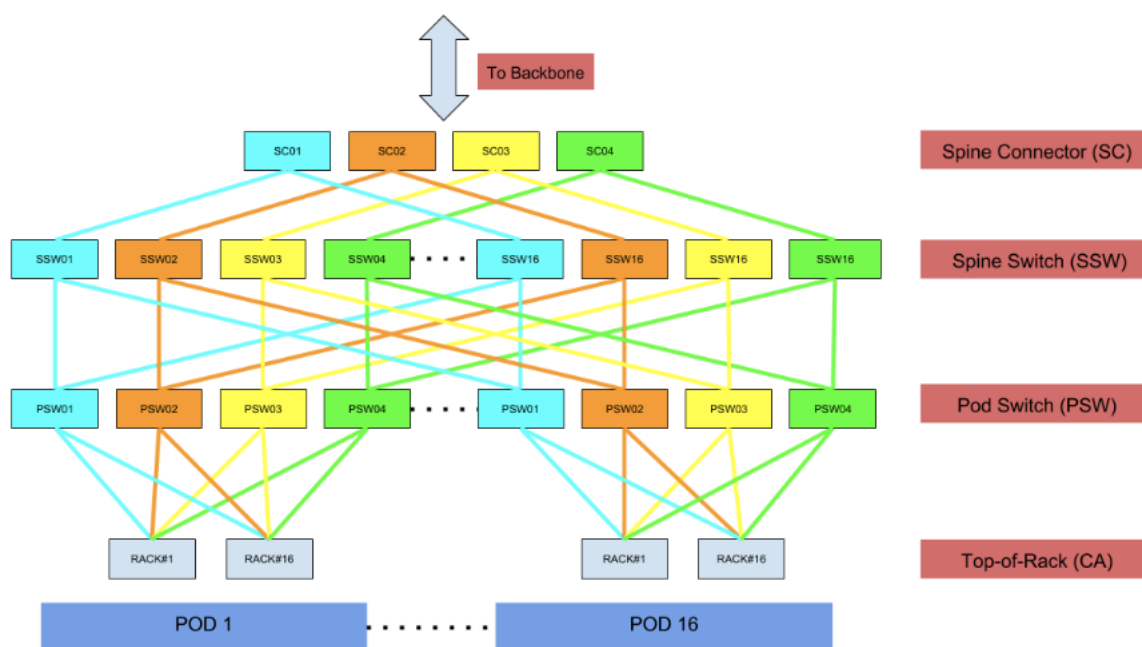 To Backbone
SC01 SC02 SC03 SC04 Spine Connector (SC)
SSW01 SSW02 SSW03 SSW04 SSW16 SSW16 SSW16 SSW16 Spine Switch (SSW)
PSW01 PSW02 PSW03 PSW04 PSW01 PSW02 PSW03 PSW04 Pod Switch (PSW)
RACK#1 RACK#16 RACK#1 RACK#16 Top-of-Rack (CA)
POD 1 POD 16